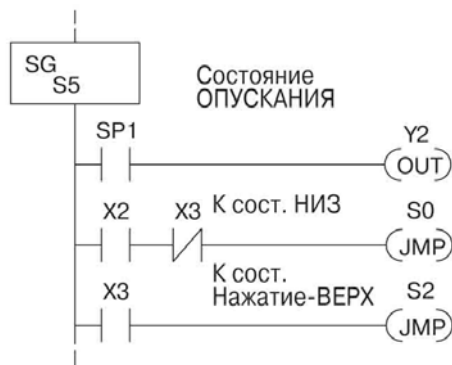 SG
S5
Состояние
ОПУСКАНИЯ
SP1
Y2
OUT
X2
X3
К сост. НИЗ
S0
JMP
К сост.
Нажатие-ВЕРХ
X3
S2
JMP